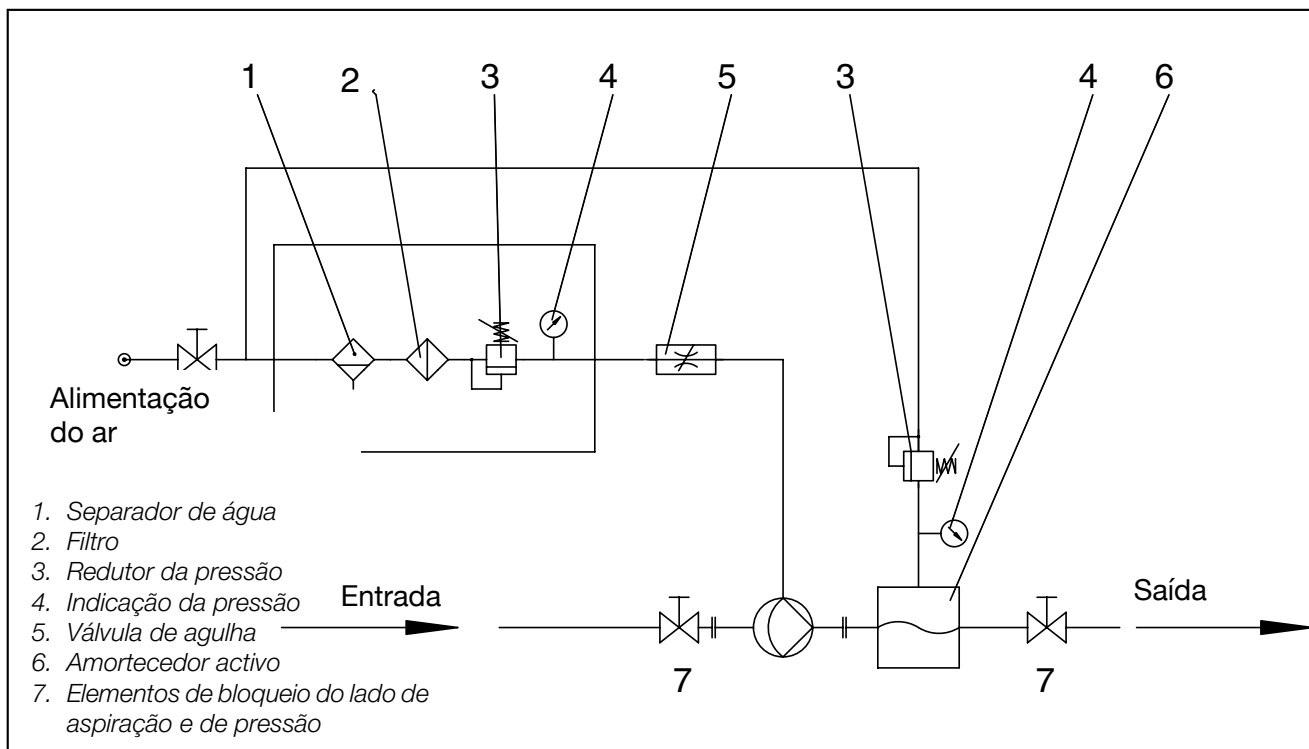 1 2 3 4 5 3 4 6
Alimentação
do ar
1. Separador de água
2. Filtro
3. Redutor da pressão
4. Indicação da pressão
5. Válvula de agulha
6. Amortecedor activo
7. Elementos de bloqueio do lado de
aspiração e de pressão
Entrada
Saída
7 7